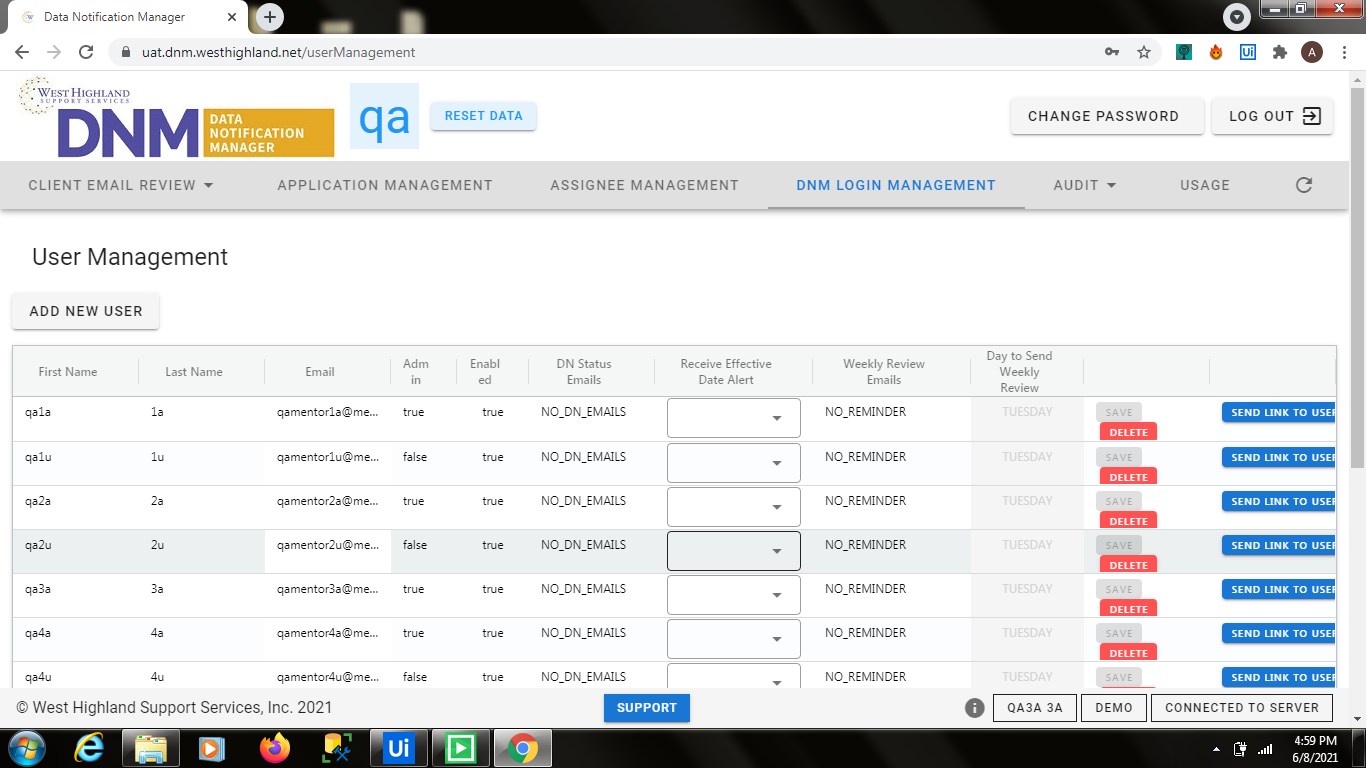 Data Notification Manager
uat.dnm.westhighland.net/userManagement
A
WEST HIGHLAND
SUPPORT SERVICES
DNM
DATA
NOTIFICATION
MANAGER
qa
RESET DATA
CHANGE PASSWORD
LOG OUT
CLIENT EMAIL REVIEW APPLICATION MANAGEMENT ASSIGNEE MANAGEMENT DNM LOGIN MANAGEMENT AUDIT USAGE
User Management
ADD NEW USER
First Name Last Name Email Admin Enabled DN Status Emails Receive Effective Date Alert Weekly Review Emails Day to Send Weekly Review
qa1a 1a qamentor1a@me... true true NO_DN_EMAILS NO_REMINDER TUESDAY SAVE SEND LINK TO USER
DELETE
qa1u 1u qamentor1u@me... false true NO_DN_EMAILS NO_REMINDER TUESDAY SAVE SEND LINK TO USER
DELETE
qa2a 2a qamentor2a@me... true true NO_DN_EMAILS NO_REMINDER TUESDAY SAVE SEND LINK TO USER
DELETE
qa2u 2u qamentor2u@me... false true NO_DN_EMAILS NO_REMINDER TUESDAY SAVE SEND LINK TO USER
DELETE
qa3a 3a qamentor3a@me... true true NO_DN_EMAILS NO_REMINDER TUESDAY SAVE SEND LINK TO USER
DELETE
qa4a 4a qamentor4a@me... true true NO_DN_EMAILS NO_REMINDER TUESDAY SAVE SEND LINK TO USER
DELETE
qa4u 4u qamentor4u@me... false true NO_DN_EMAILS NO_REMINDER TUESDAY SAVE SEND LINK TO USER
© West Highland Support Services, Inc. 2021 SUPPORT QA3A 3A DEMO CONNECTED TO SERVER
Ui
4:59 PM
6/8/2021